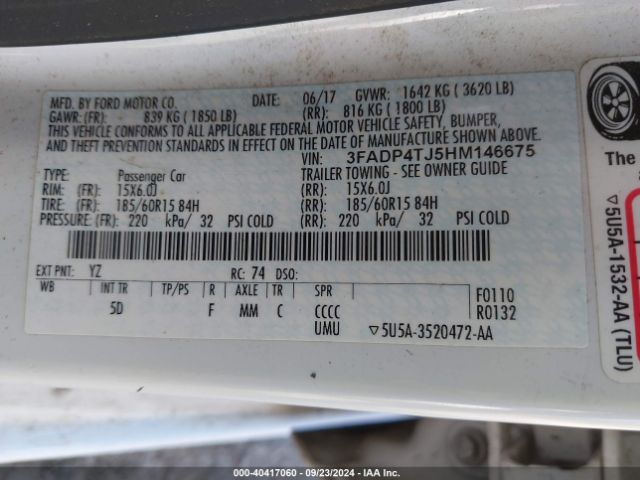 MFD. BY FORD MOTOR CO. DATE: 06/17 GVWR: 1642 KG ( 3620 LB)
GAWR: (FR): 839 KG ( 1850 LB) (RR): 816 KG ( 1800 LB)
THIS VEHICLE CONFORMS TO ALL APPLICABLE FEDERAL MOTOR VEHICLE SAFETY, BUMPER,
AND THEFT PREVENTION STANDARDS IN EFFECT ON THE DATE OF MANUFACTURE SHOWN ABOVE.
VIN: 3FADP4TJ5HM146675
TYPE: Passenger Car TRAILER TOWING - SEE OWNER GUIDE
RIM: (FR): 15X6.0J (RR): 15X6.0J
TIRE: (FR): 185/60R15 84H (RR): 185/60R15 84H
PRESSURE: (FR): 220 kPa/ 32 PSI COLD (RR): 220 kPa/ 32 PSI COLD
EXT PNT: YZ RC: 74 DSO:
WB INT TR TP/PS R AXLE TR SPR F0110
5D F MM C CCCC R0132
UMU ▽5U5A-3520472-AA
The
▽5U5A-1532-AA (TLU)
000-40417060 - 09/23/2024 - IAA Inc.